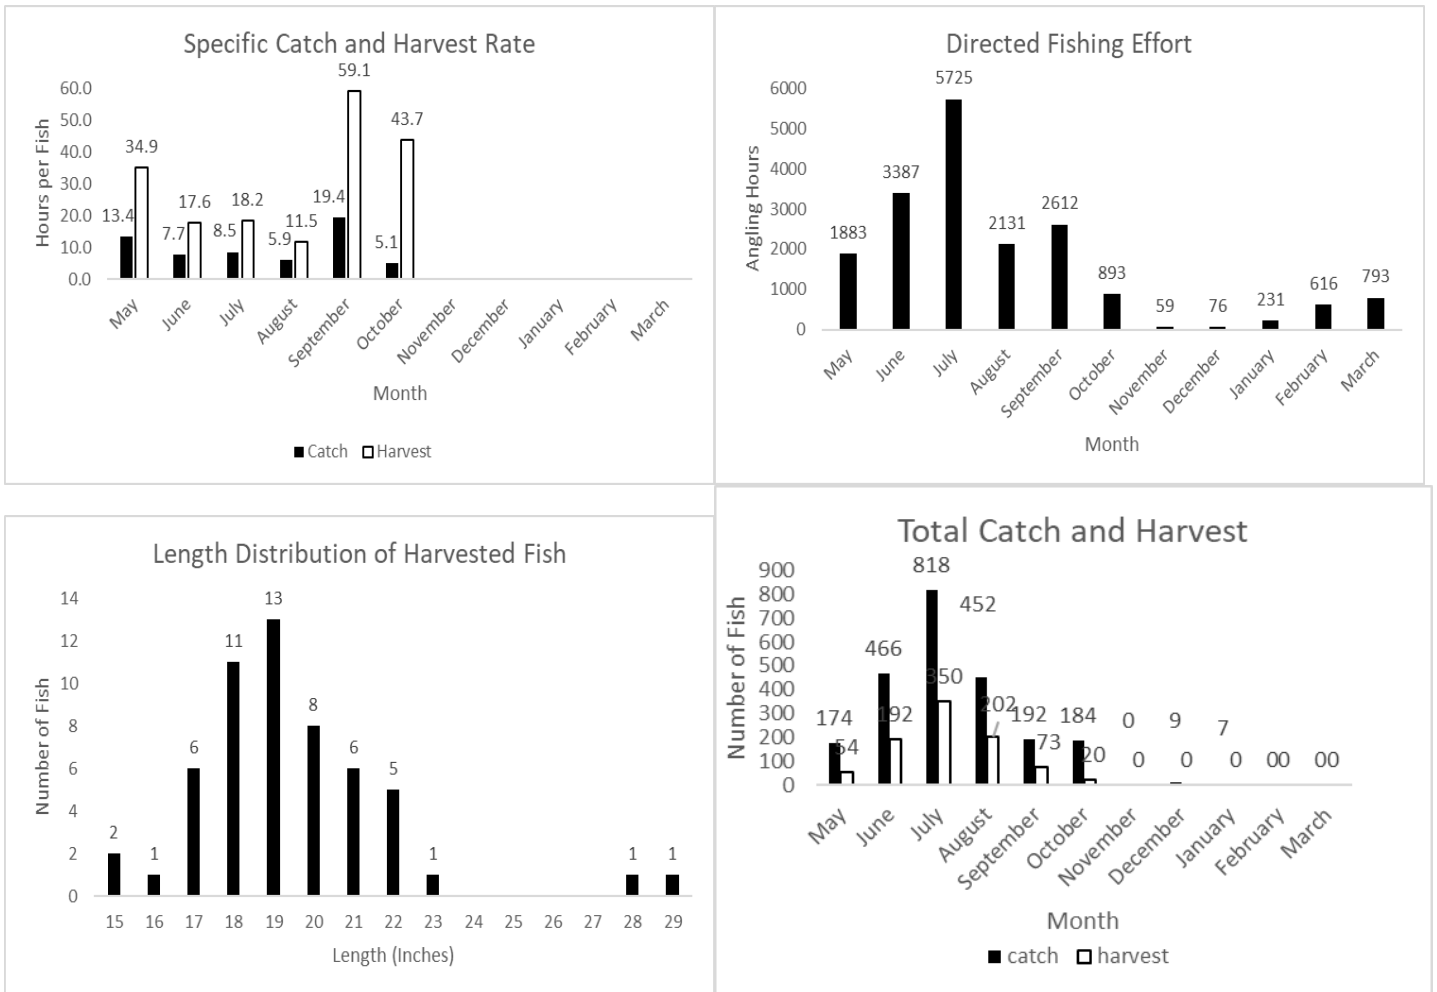 Specific Catch and Harvest Rate
Hours per Fish
60.0
50.0
40.0
30.0
20.0
10.0
0.0
13.4 34.9 7.7 17.6 8.5 18.2 5.9 11.5 19.4 59.1 5.1 43.7
May June July August September October November December January February March
Month
Catch Harvest
Directed Fishing Effort
Angling Hours
6000
5000
4000
3000
2000
1000
0
1883 3387 5725 2131 2612 893 59 76 231 616 793
May June July August September October November December January February March
Month
Length Distribution of Harvested Fish
Number of Fish
14
12
10
8
6
4
2
0
2 1 6 11 13 8 6 5 1 1 1
15 16 17 18 19 20 21 22 23 24 25 26 27 28 29
Length (Inches)
Total Catch and Harvest
Number of Fish
900
800
700
600
500
400
300
200
100
0
174 54 466 192 818 350 452 202 192 73 184 20 0 0 9 0 7 0 00 00
May June July August September October November December January February March
Month
catch harvest